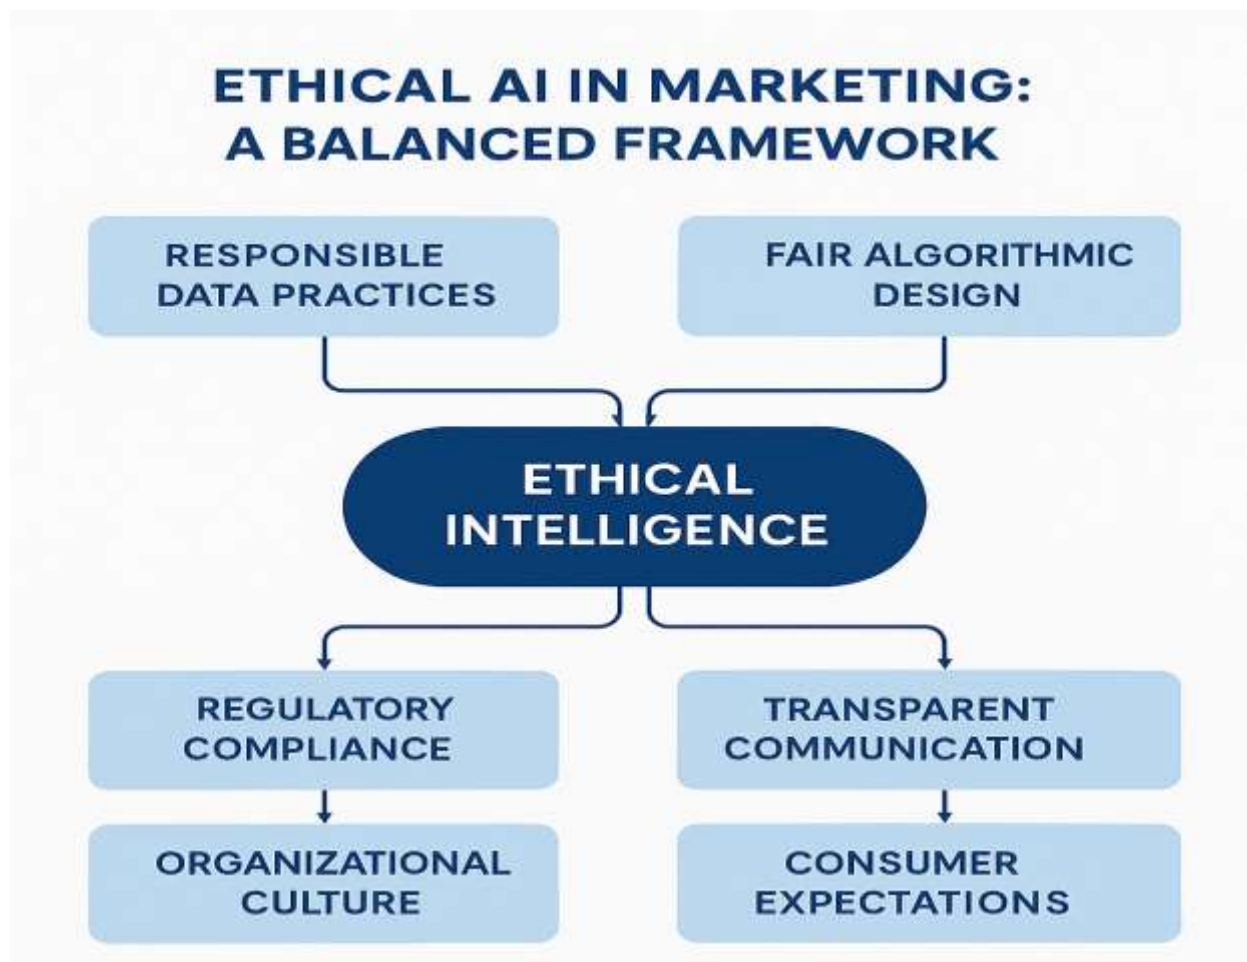 ETHICAL AI IN MARKETING:
A BALANCED FRAMEWORK
RESPONSIBLE
DATA PRACTICES
FAIR ALGORITHMIC
DESIGN
ETHICAL
INTELLIGENCE
REGULATORY
COMPLIANCE
TRANSPARENT
COMMUNICATION
ORGANIZATIONAL
CULTURE
CONSUMER
EXPECTATIONS